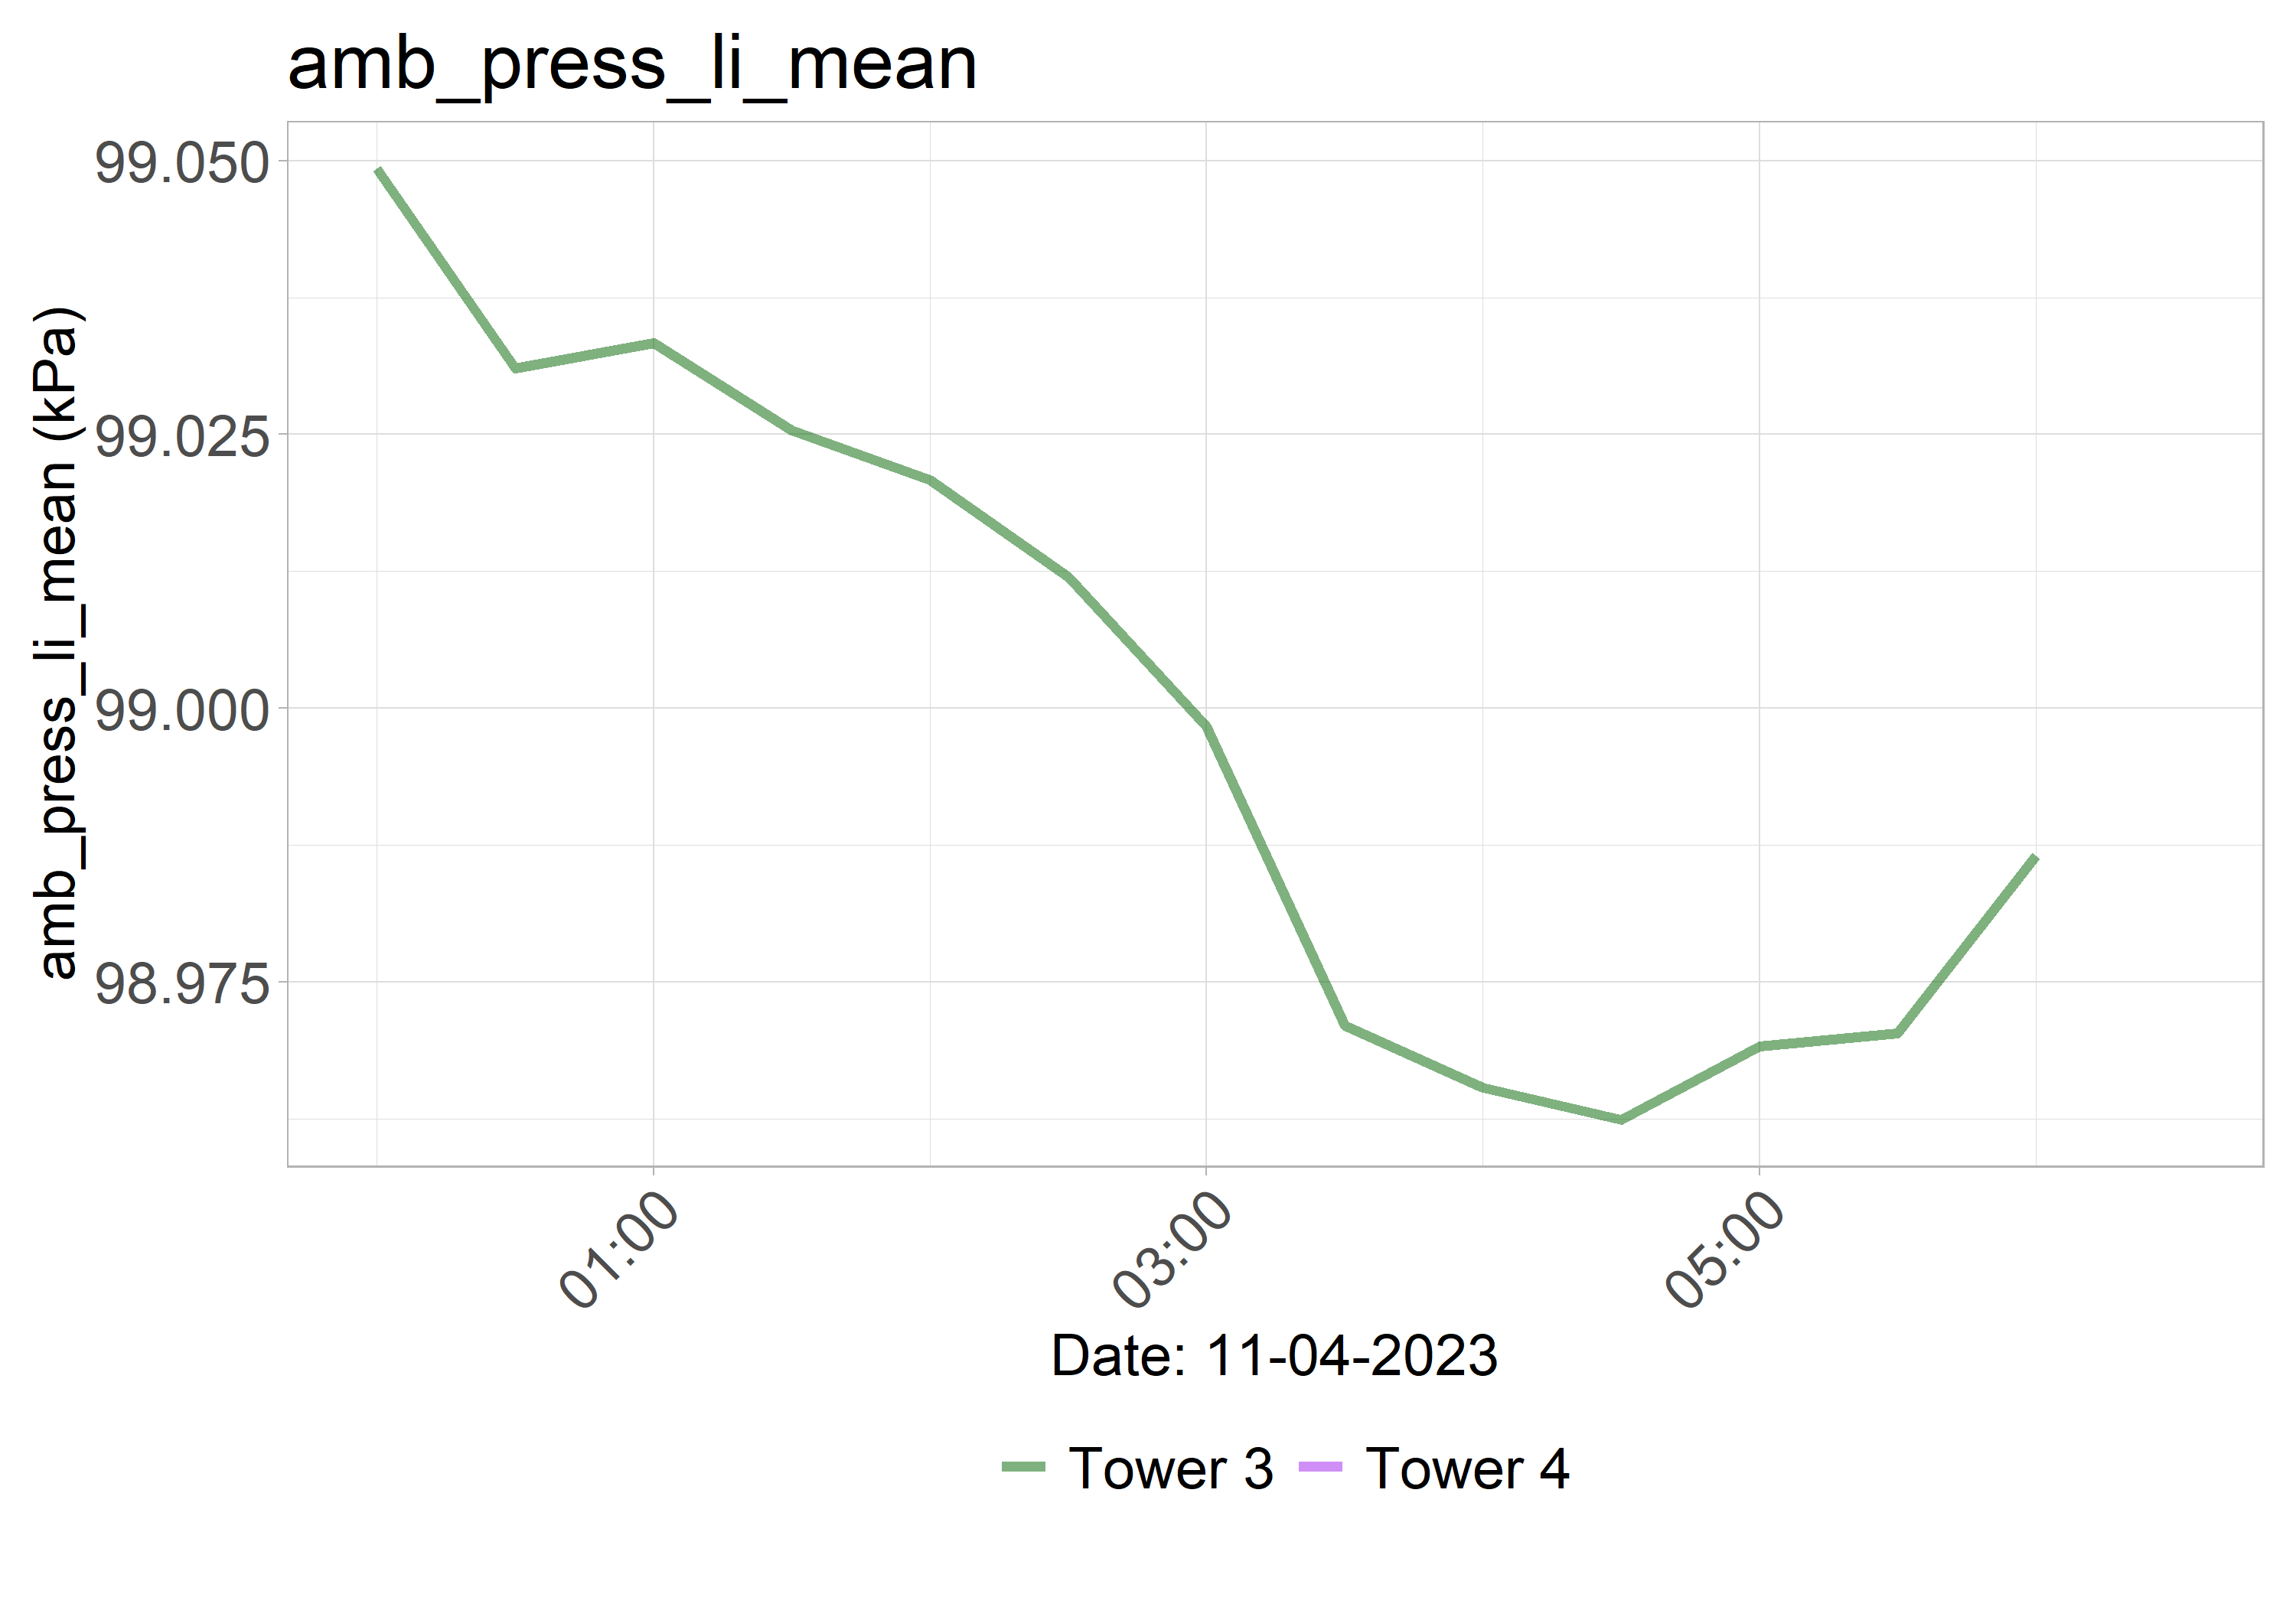 amb_press_li_mean
amb_press_li_mean (kPa)
99.050
99.025
99.000
98.975
01:00
03:00
05:00
Date: 11-04-2023
Tower 3
Tower 4